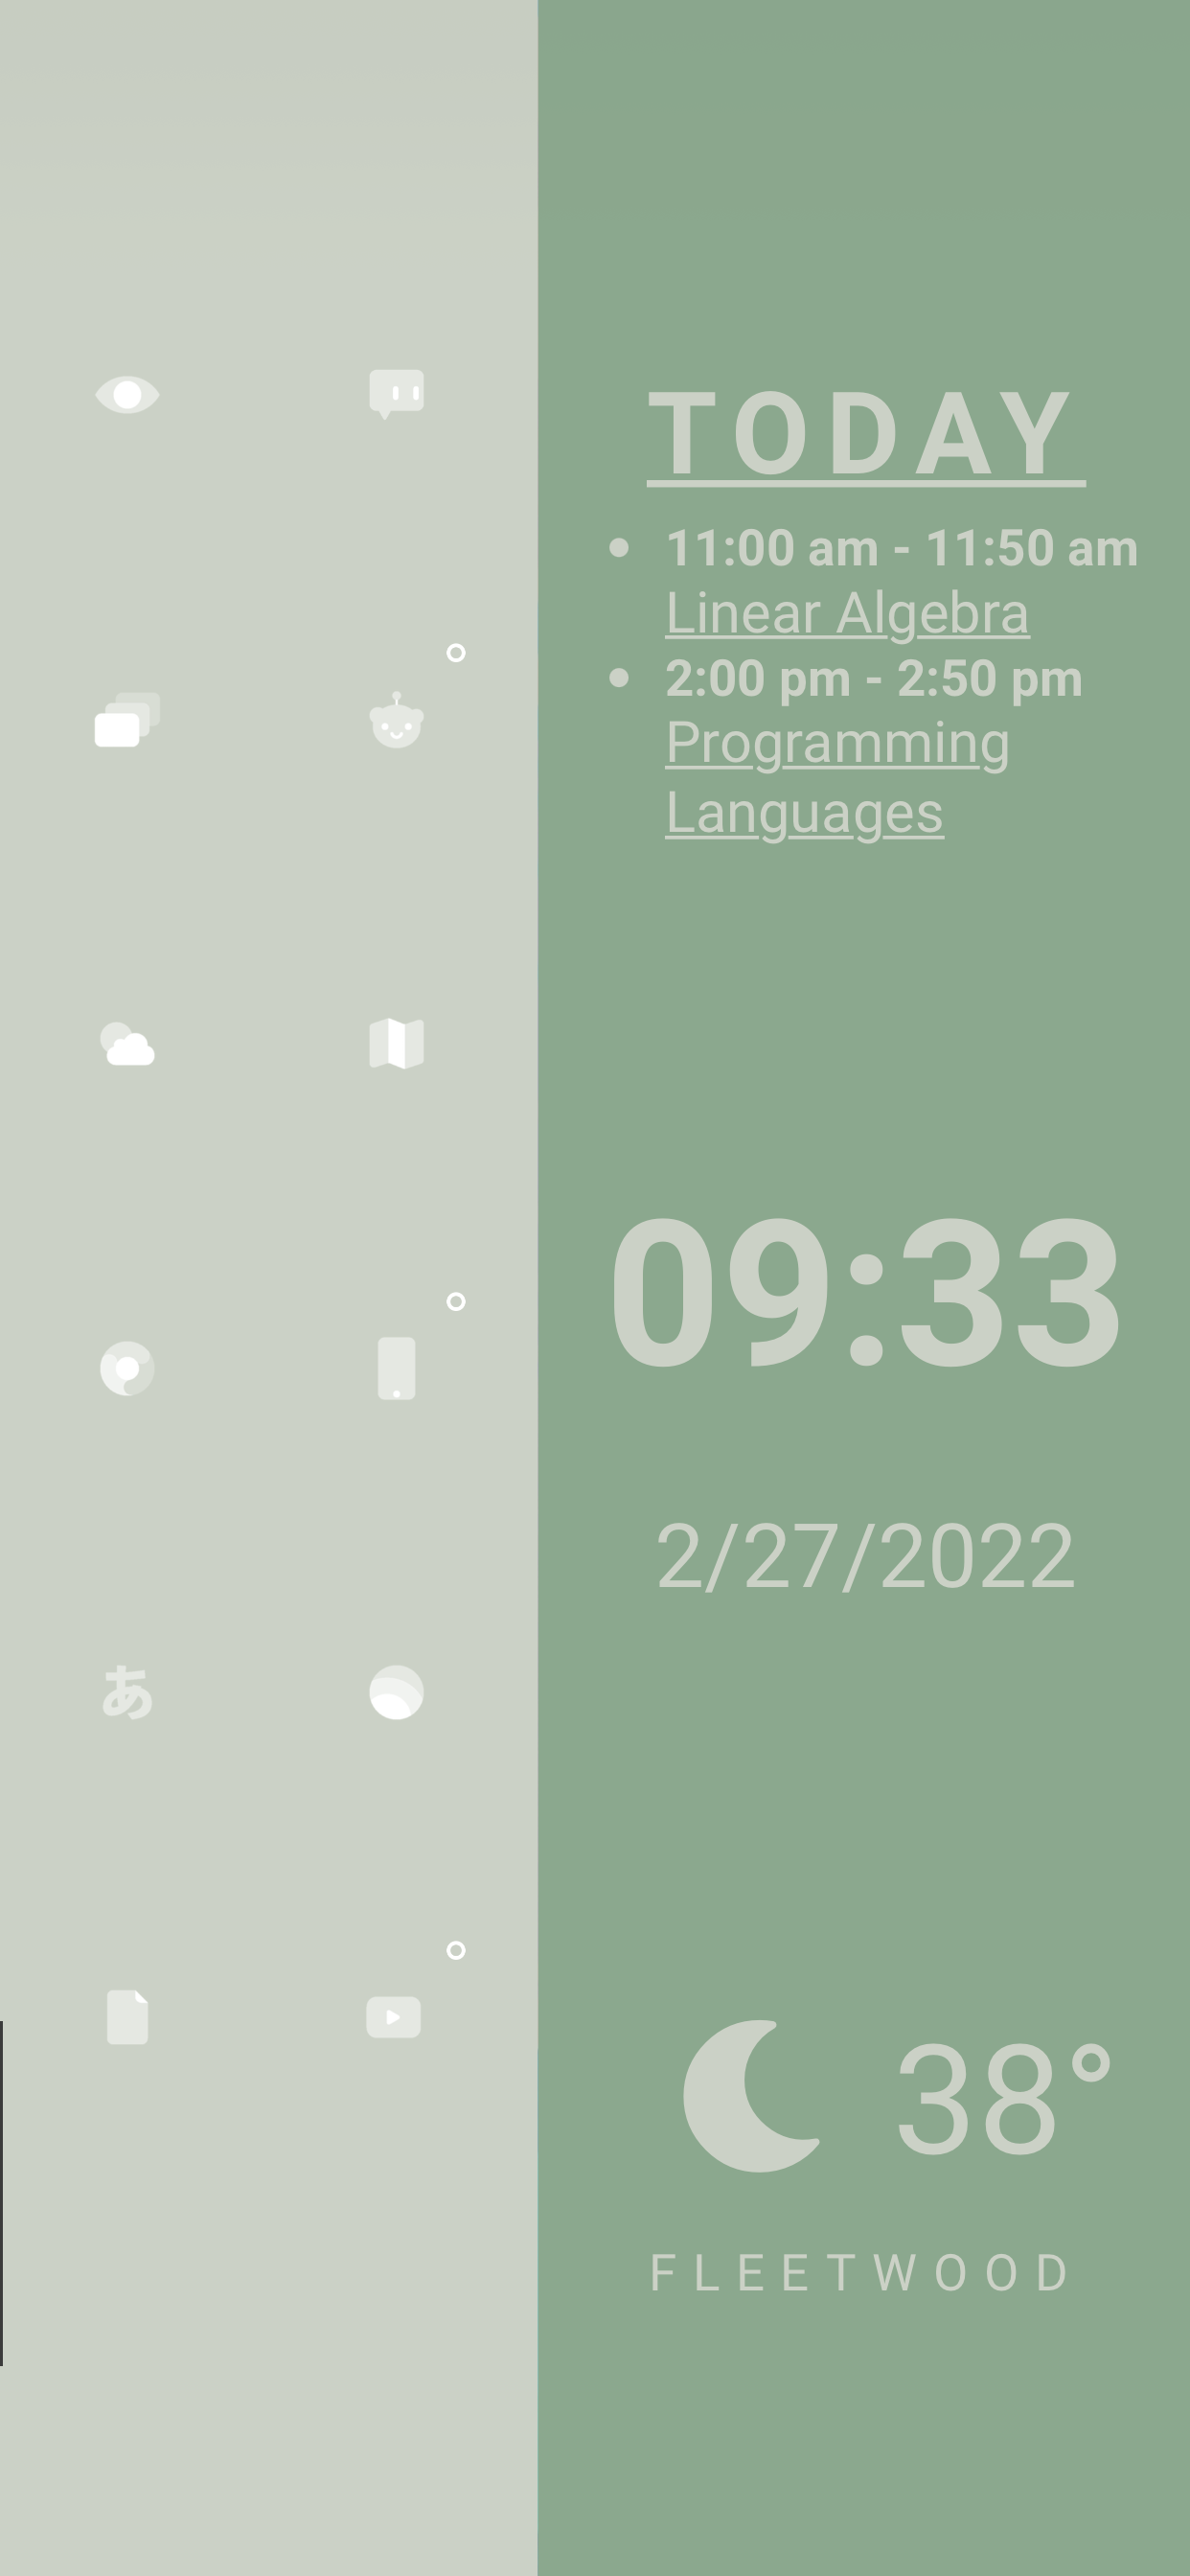 TODAY
11:00 am - 11:50 am
Linear Algebra
2:00 pm - 2:50 pm
Programming
Languages
09:33
2/27/2022
あ
38°
FLEETWOOD